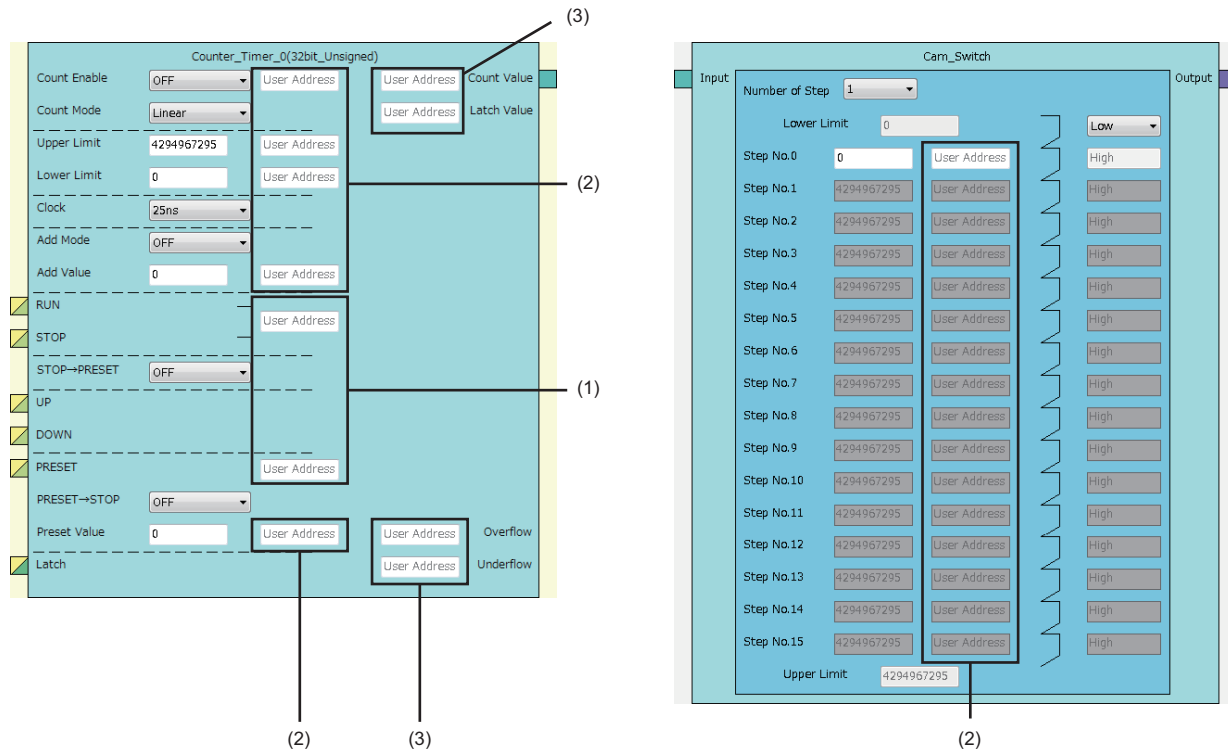 (3)
Counter_Timer_0(32bit_Unsigned)
Count Enable OFF User Address User Address Count Value
Count Mode Linear User Address Latch Value
Upper Limit 4294967295 User Address
Lower Limit 0 User Address
(2)
Clock 25ns
Add Mode OFF
Add Value 0 User Address
RUN
User Address
STOP
STOP→PRESET OFF
(1)
UP
DOWN
PRESET User Address
PRESET→STOP OFF
Preset Value 0 User Address User Address Overflow
Latch User Address Underflow
(2) (3)
Cam_Switch
Input Output
Number of Step 1
Lower Limit 0 Low
Step No.0 0 User Address High
Step No.1 4294967295 User Address High
Step No.2 4294967295 User Address High
Step No.3 4294967295 User Address High
Step No.4 4294967295 User Address High
Step No.5 4294967295 User Address High
Step No.6 4294967295 User Address High
Step No.7 4294967295 User Address High
Step No.8 4294967295 User Address High
Step No.9 4294967295 User Address High
Step No.10 4294967295 User Address High
Step No.11 4294967295 User Address High
Step No.12 4294967295 User Address High
Step No.13 4294967295 User Address High
Step No.14 4294967295 User Address High
Step No.15 4294967295 User Address High
Upper Limit 4294967295
(2)